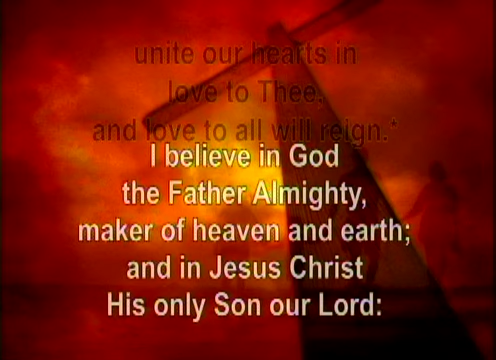 unite our hearts in
love to Thee,
and love to all will reign.*
I believe in God
the Father Almighty,
maker of heaven and earth;
and in Jesus Christ
His only Son our Lord: